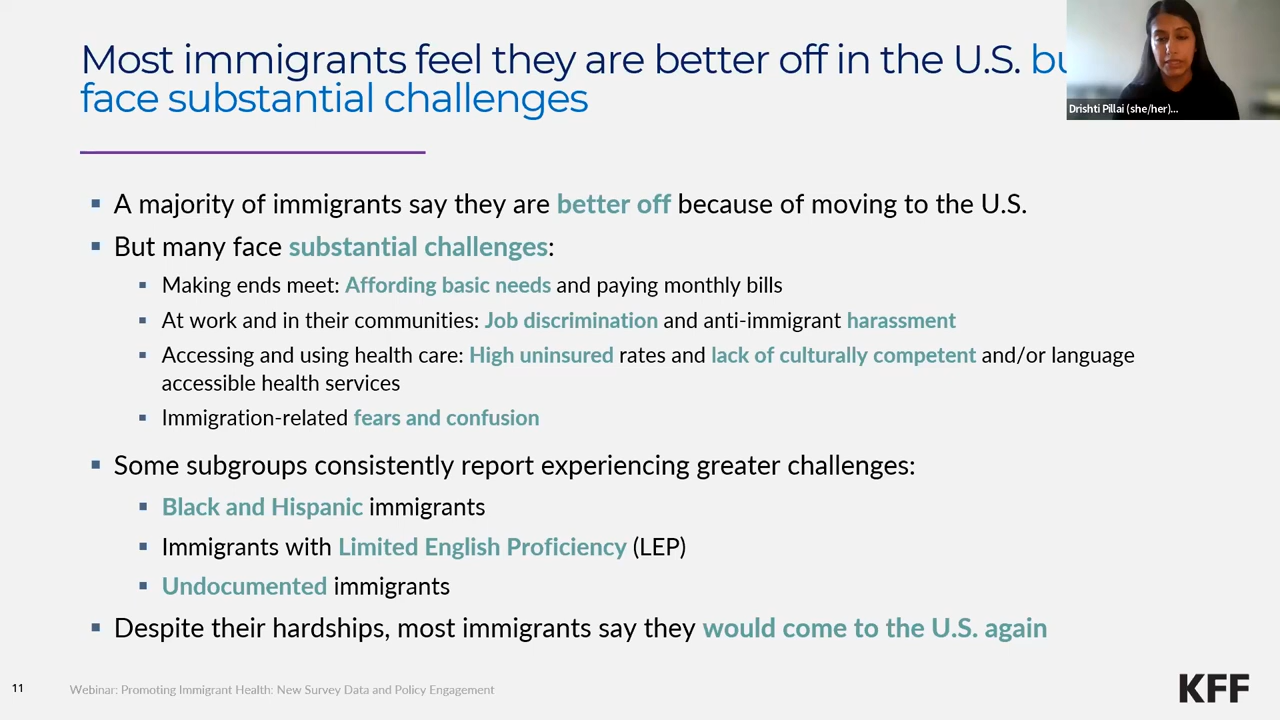 Most immigrants feel they are better off in the U.S. bu
face substantial challenges
Drishti Pillai (she/her)...
▪ A majority of immigrants say they are better off because of moving to the U.S.
▪ But many face substantial challenges:
▪ Making ends meet: Affording basic needs and paying monthly bills
▪ At work and in their communities: Job discrimination and anti-immigrant harassment
▪ Accessing and using health care: High uninsured rates and lack of culturally competent and/or language
accessible health services
▪ Immigration-related fears and confusion
▪ Some subgroups consistently report experiencing greater challenges:
▪ Black and Hispanic immigrants
▪ Immigrants with Limited English Proficiency (LEP)
▪ Undocumented immigrants
▪ Despite their hardships, most immigrants say they would come to the U.S. again
11
Webinar: Promoting Immigrant Health: New Survey Data and Policy Engagement
KFF